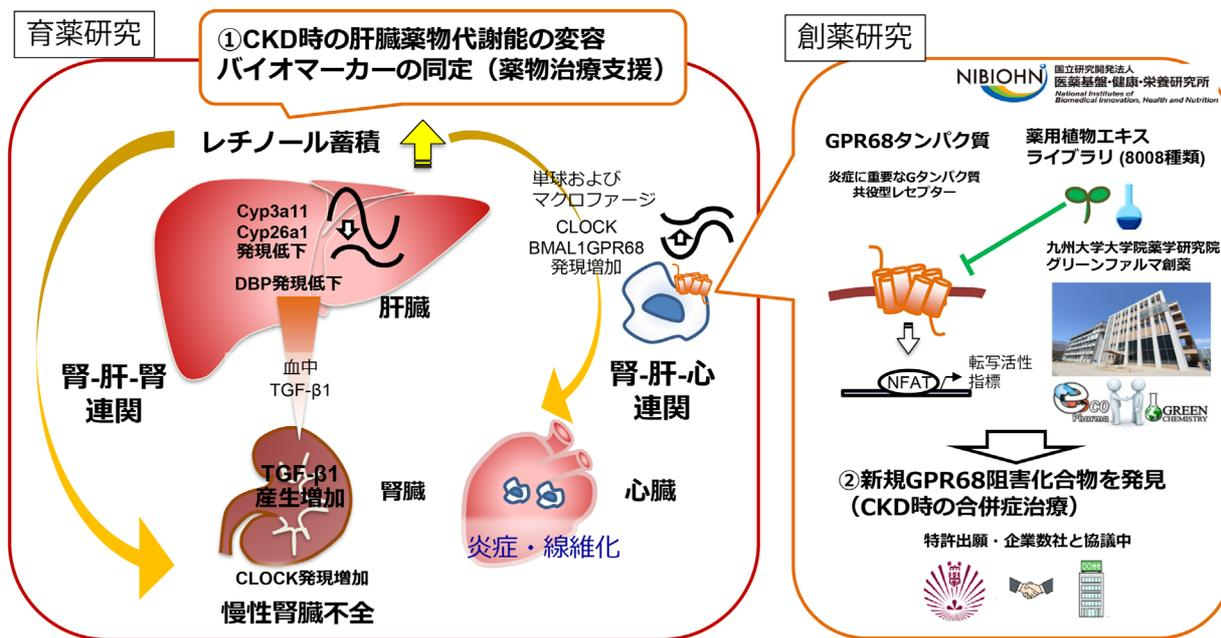 育薬研究
①CKD時の肝臓薬物代謝能の変容
バイオマーカーの同定（薬物治療支援）
レチノール蓄積
Cyp3a11
Cyp26a1
発現低下
DBP発現低下
肝臓
単球および
マクロファージ
CLOCK
BMAL1GPR68
発現増加
血中
TGF-β1
腎-肝-腎
連関
腎-肝-心
連関
TGF-β1
産生増加
腎臓
心臓
炎症・線維化
CLOCK発現増加
慢性腎臓不全
創薬研究
NIBIOHN
国立研究開発法人
医薬基盤・健康・栄養研究所
National Institutes of
Biomedical Innovation, Health and Nutrition
GPR68タンパク質
炎症に重要なGタンパク質
共役型レセプター
薬用植物エキス
ライブラリ (8008種類)
九州大学大学院薬学研究院
グリーンファルマ創薬
NFAT
転写活性
指標
eco
Pharma
GREEN
CHEMISTRY
②新規GPR68阻害化合物を発見
（CKD時の合併症治療）
特許出願・企業数社と協議中